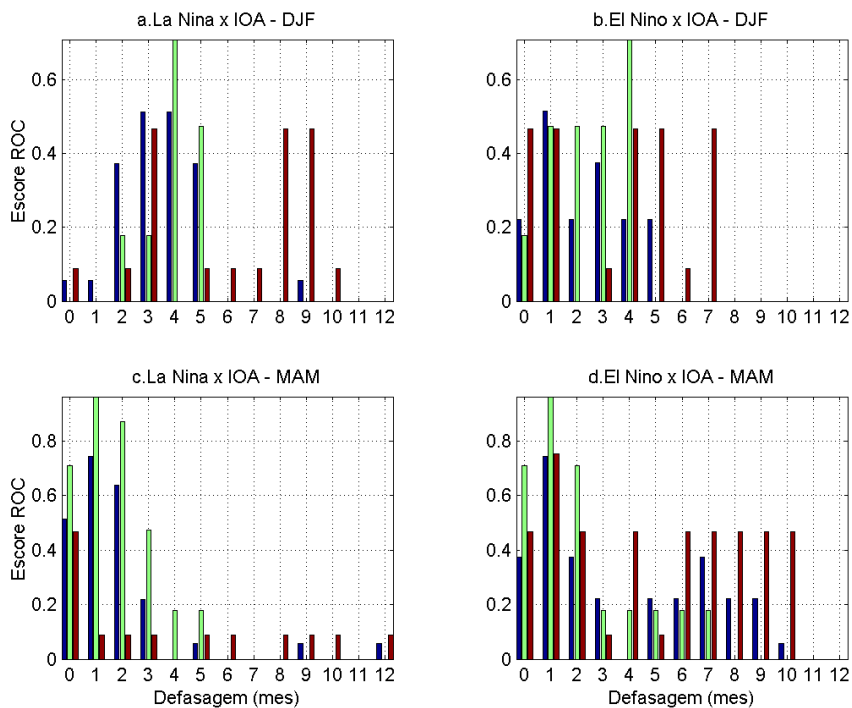 a.La Nina x IOA - DJF
Escore ROC
0.6
0.4
0.2
0
0 1 2 3 4 5 6 7 8 9 10 11 12
b.El Nino x IOA - DJF
0.6
0.4
0.2
0
0 1 2 3 4 5 6 7 8 9 10 11 12
c.La Nina x IOA - MAM
Escore ROC
0.8
0.6
0.4
0.2
0
0 1 2 3 4 5 6 7 8 9 10 11 12
Defasagem (mes)
d.El Nino x IOA - MAM
0.8
0.6
0.4
0.2
0
0 1 2 3 4 5 6 7 8 9 10 11 12
Defasagem (mes)